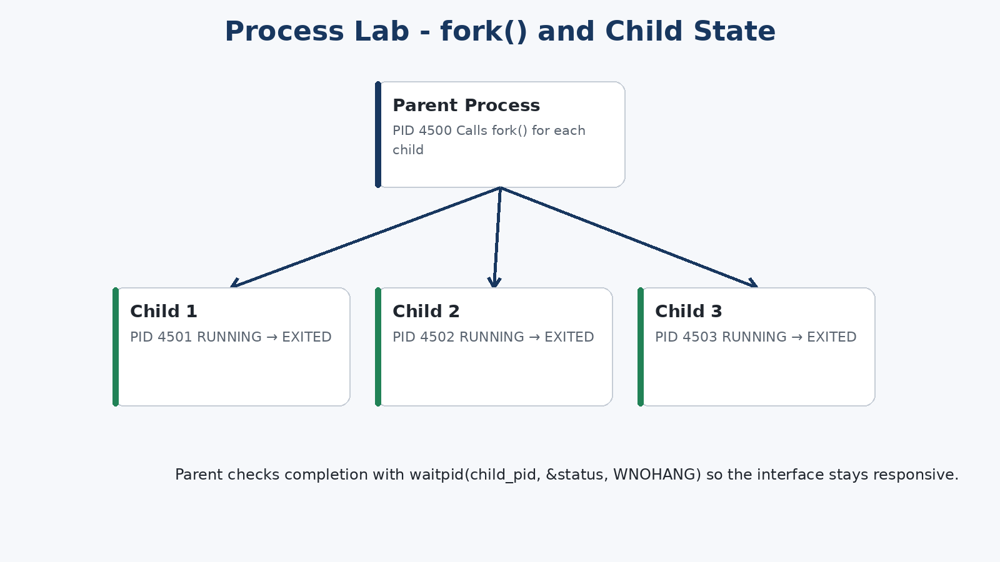 Process Lab - fork() and Child State
Parent Process
PID 4500 Calls fork() for each
child
Child 1
PID 4501 RUNNING → EXITED
Child 2
PID 4502 RUNNING → EXITED
Child 3
PID 4503 RUNNING → EXITED
Parent checks completion with waitpid(child_pid, &status, WNOHANG) so the interface stays responsive.